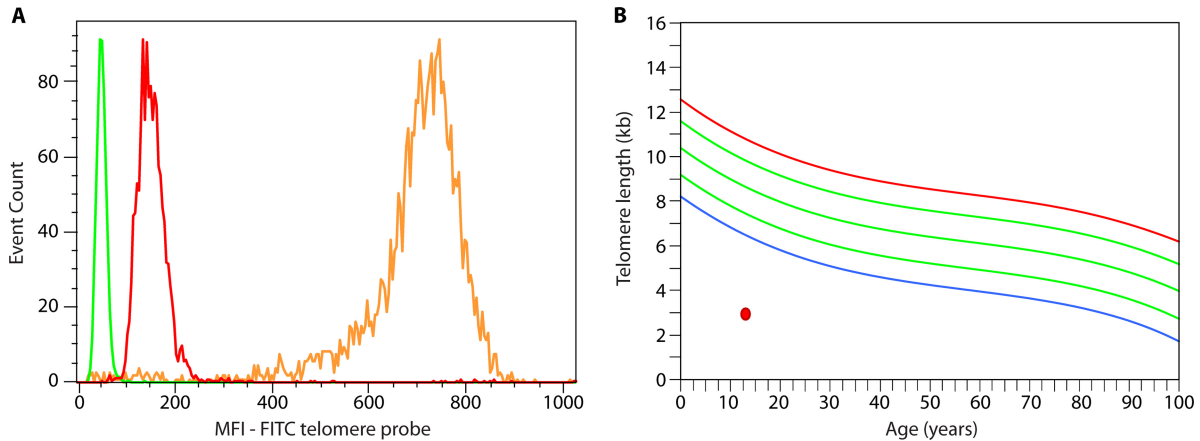 A
Event Count
80
60
40
20
0
0 200 400 600 800 1000
MFI - FITC telomere probe
B
Telomere length (kb)
16
14
12
10
8
6
4
2
0
0 10 20 30 40 50 60 70 80 90 100
Age (years)